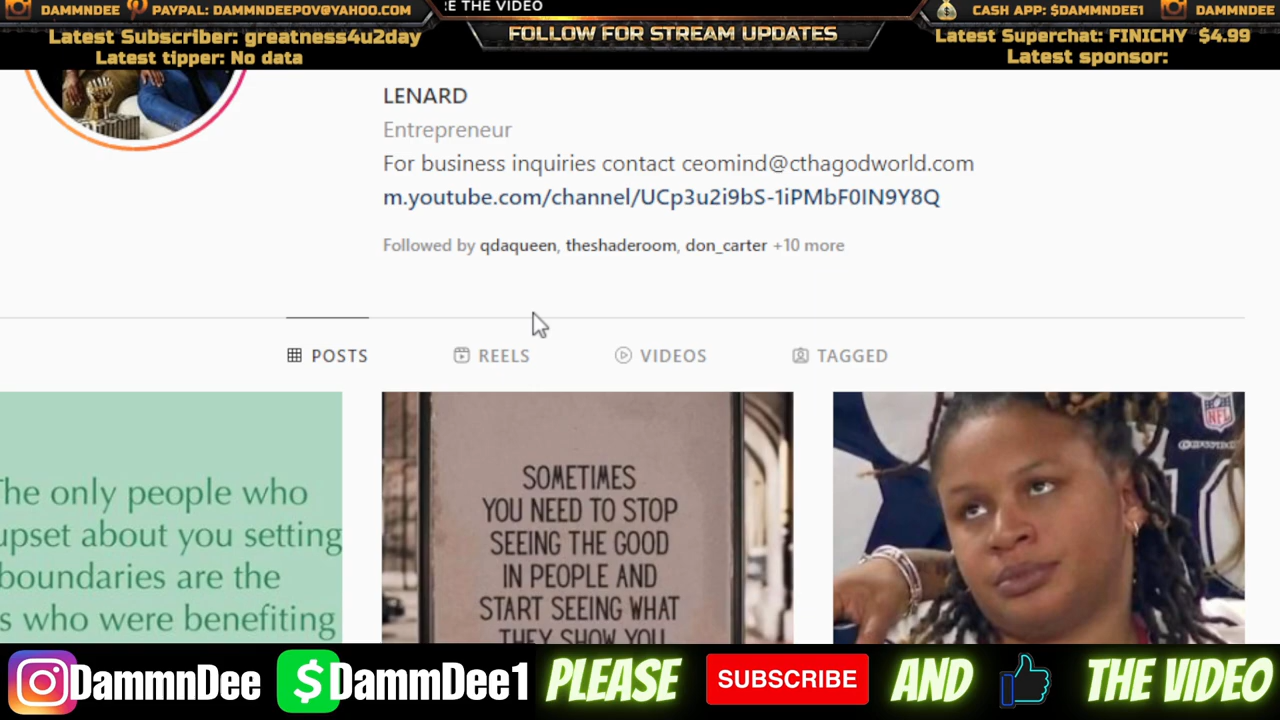 DAMMNDEE PAYPAL: DAMMNDEEPOV@YAHOO.COM
E THE VIDEO
CASH APP: $DAMMNDEE1 DAMMNDEE
Latest Subscriber: greatness4u2day
FOLLOW FOR STREAM UPDATES
Latest Superchat: FINICHY $4.99
Latest tipper: No data
Latest sponsor:
LENARD
Entrepreneur
For business inquiries contact ceomind@cthagodworld.com
m.youtube.com/channel/UCp3u2i9bS-1iPMbF0IN9Y8Q
Followed by qdaqueen, theshaderoom, don_carter +10 more
POSTS
REELS
VIDEOS
TAGGED
The only people who
upset about you setting
boundaries are the
s who were benefiting
SOMETIMES
YOU NEED TO STOP
SEEING THE GOOD
IN PEOPLE AND
START SEEING WHAT
THEY SHOW YOU
NFL
DammnDee
$DammDee1
PLEASE
SUBSCRIBE
AND
THE VIDEO